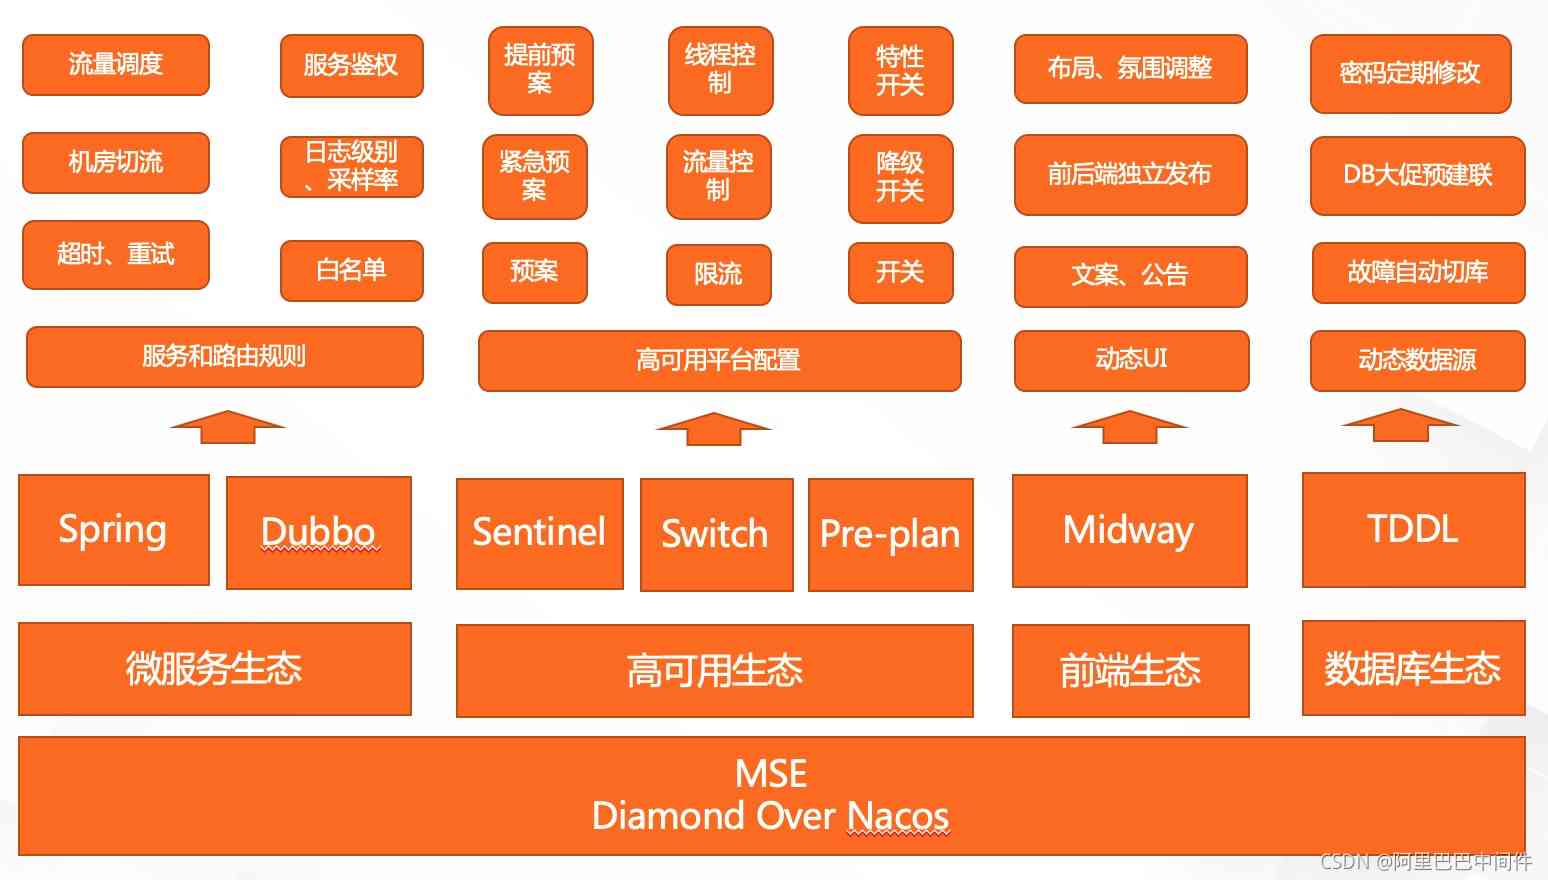 流量调度
服务鉴权
提前预
案
线程控
制
特性
开关
布局、氛围调整
密码定期修改
机房切流
日志级别
、采样率
紧急预
案
流量控
制
降级
开关
前后端独立发布
DB大促预建联
超时、重试
白名单
预案
限流
开关
文案、公告
故障自动切库
服务和路由规则
高可用平台配置
动态UI
动态数据源
Spring
Dubbo
Sentinel
Switch
Pre-plan
Midway
TDDL
微服务生态
高可用生态
前端生态
数据库生态
MSE
Diamond Over Nacos
CSDN @阿里巴巴中间件